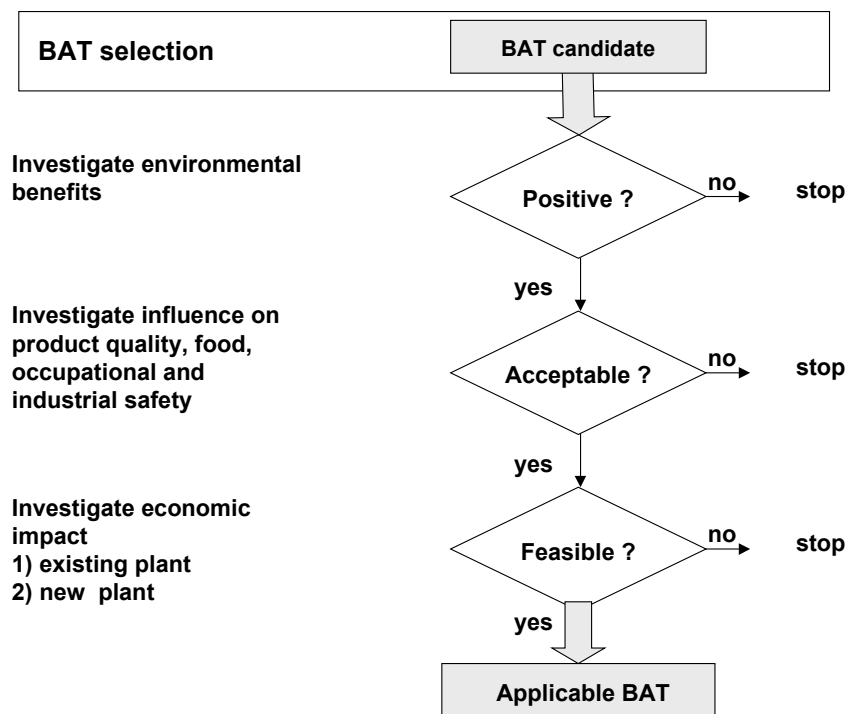 BAT selection
BAT candidate
Investigate environmental
benefits
Positive ?
no
stop
yes
Investigate influence on
product quality, food,
occupational and
industrial safety
Acceptable ?
no
stop
yes
Investigate economic
impact
1) existing plant
2) new plant
Feasible ?
no
stop
yes
Applicable BAT